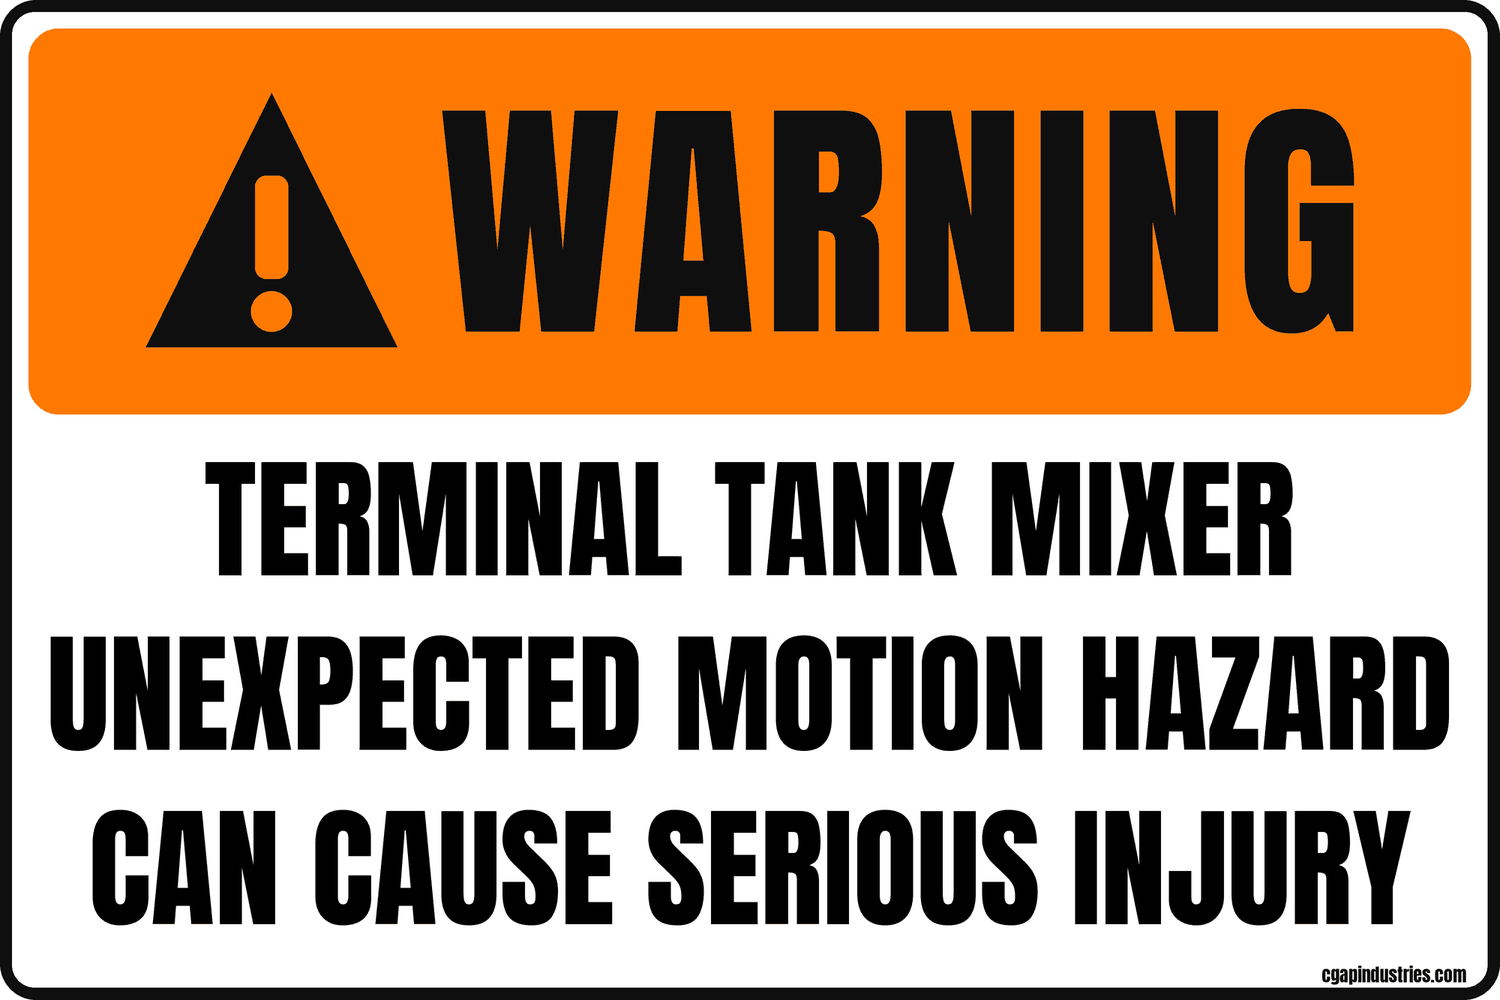 WARNING
TERMINAL TANK MIXER
UNEXPECTED MOTION HAZARD
CAN CAUSE SERIOUS INJURY
cgapindustries.com